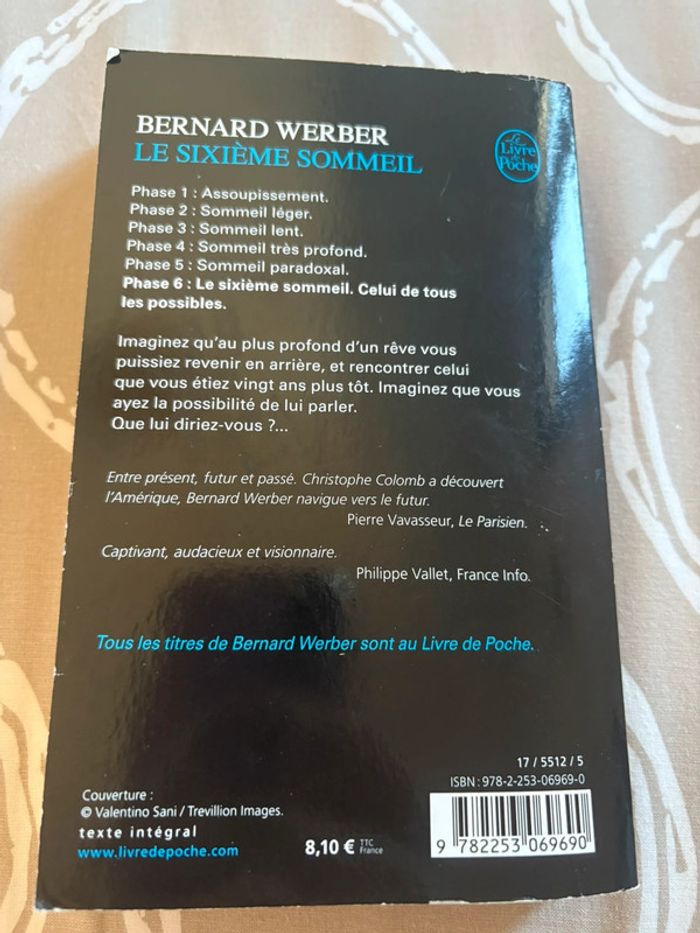 BERNARD WERBER
LE SIXIÈME SOMMEIL
Le
Livre
de
Poche
Phase 1 : Assoupissement.
Phase 2 : Sommeil léger.
Phase 3 : Sommeil lent.
Phase 4 : Sommeil très profond.
Phase 5 : Sommeil paradoxal.
Phase 6 : Le sixième sommeil. Celui de tous
les possibles.
Imaginez qu'au plus profond d'un rêve vous
puissiez revenir en arrière, et rencontrer celui
que vous étiez vingt ans plus tôt. Imaginez que vous
ayez la possibilité de lui parler.
Que lui diriez-vous ?...
Entre présent, futur et passé. Christophe Colomb a découvert
l'Amérique, Bernard Werber navigue vers le futur.
Pierre Vavasseur, Le Parisien.
Captivant, audacieux et visionnaire.
Philippe Vallet, France Info.
Tous les titres de Bernard Werber sont au Livre de Poche.
17 / 5512 / 5
ISBN : 978-2-253-06969-0
Couverture :
© Valentino Sani / Trevillion Images.
texte intégral
www.livredepoche.com
8,10 € TTC
France
9 782253 069690